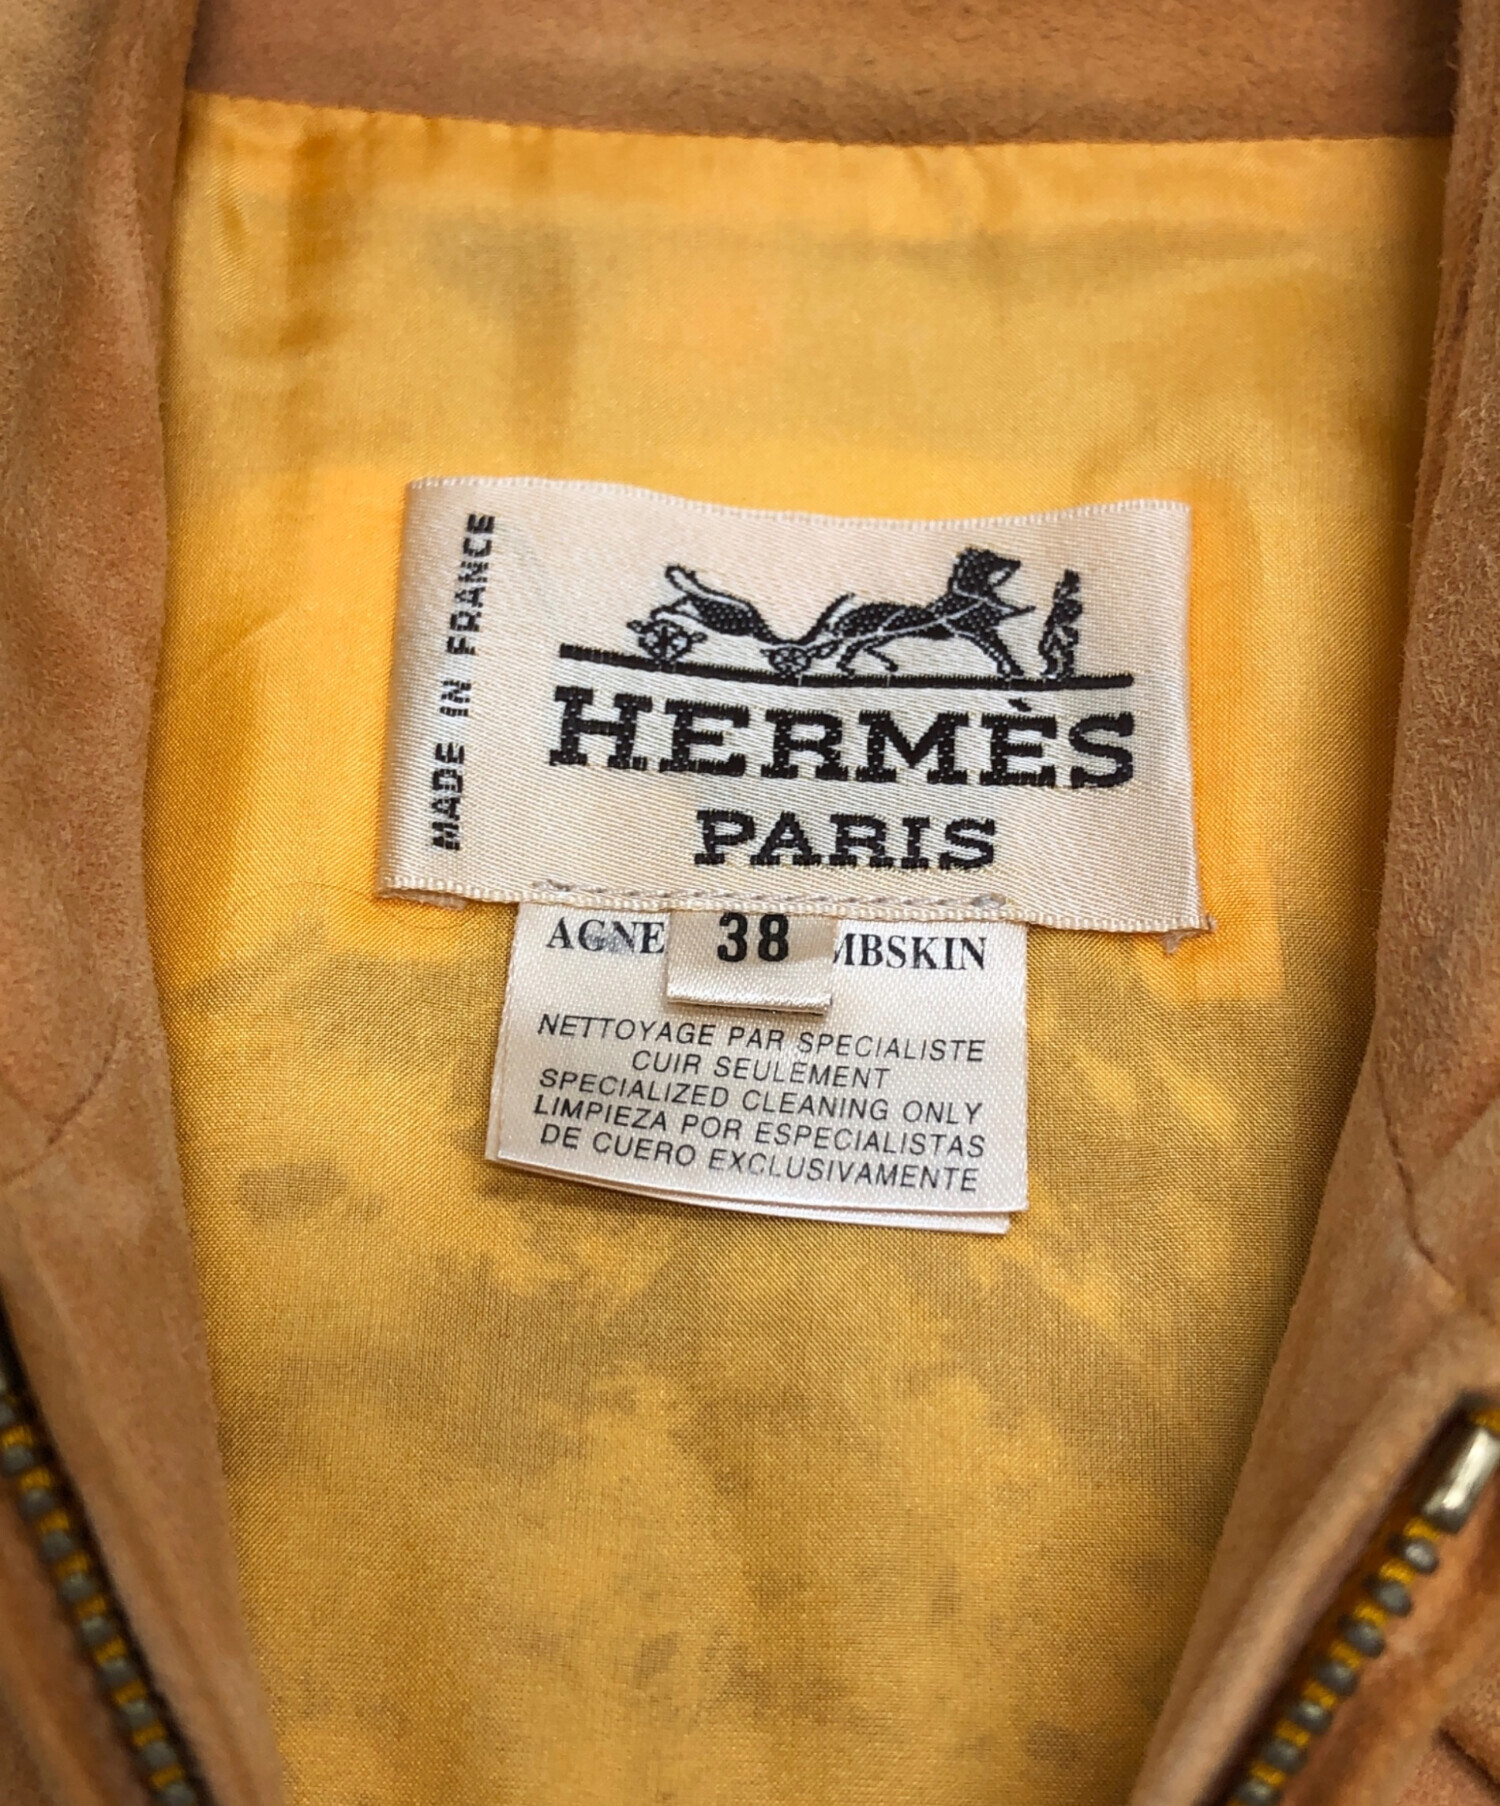 MADE IN FRANCE
HERMÈS
PARIS
38
AGNE MBSKIN
NETTOYAGE PAR SPECIALISTE
CUIR SEULEMENT
SPECIALIZED CLEANING ONLY
LIMPIEZA POR ESPECIALISTAS
DE CUERO EXCLUSIVAMENTE